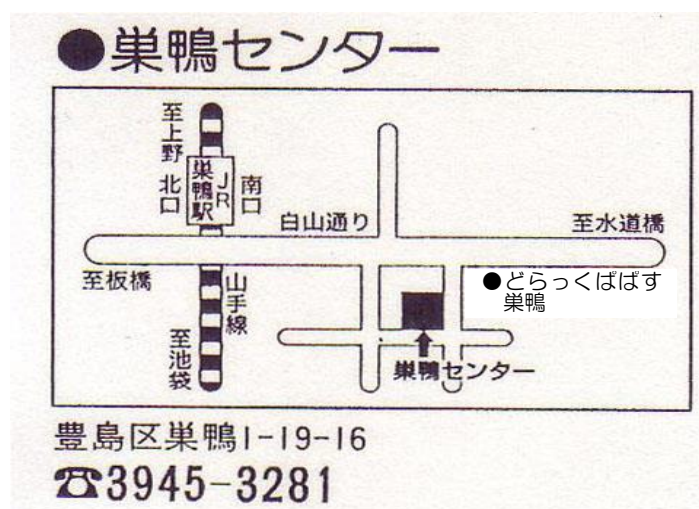 ●巣鴨センター
至上野
北口
JR巣鴨駅
南口
白山通り
至水道橋
至板橋
山手線
至池袋
●どらっくぱぱす
巣鴨
巣鴨センター
豊島区巣鴨1-19-16
☎3945-3281